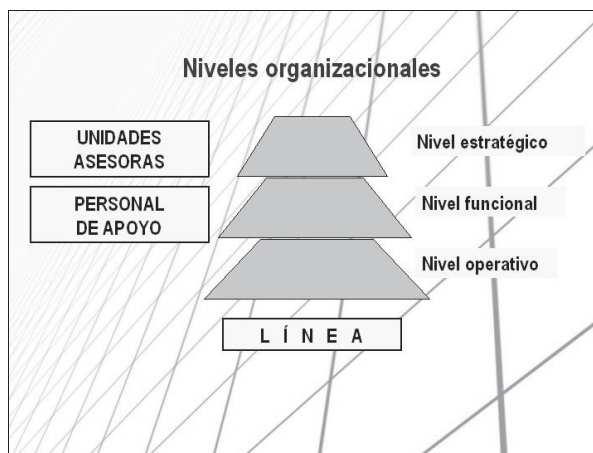 Niveles organizacionales
UNIDADES
ASESORAS
Nivel estratégico
PERSONAL
DE APOYO
Nivel funcional
Nivel operativo
L Í N E A